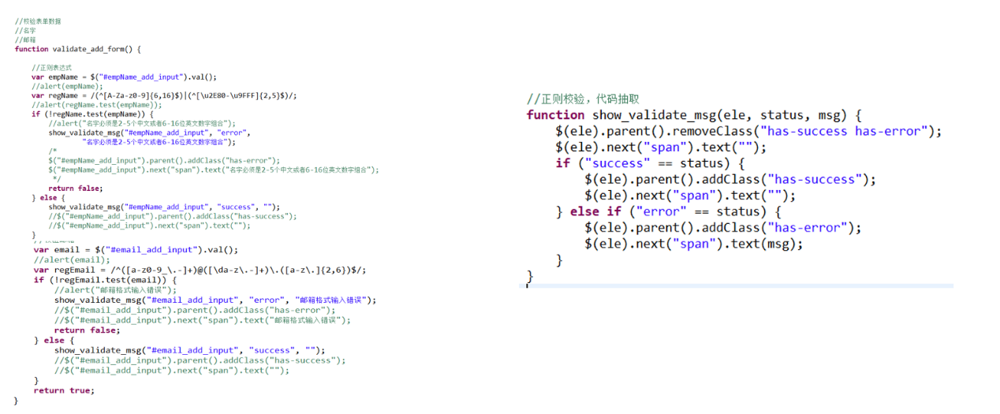 //校验表单数据
//名字
//邮箱
function validate_add_form() {
//正则表达式
var empName = $("#empName_add_input").val();
//alert(empName);
var regName = /(^[A-Za-z0-9]{6,16}$)|(^[\u2E80-\u9FFF]{2,5}$)/;
//alert(regName.test(empName));
if (!regName.test(empName)) {
//alert("名字必须是2-5个中文或者6-16位英文数字组合");
show_validate_msg("#empName_add_input", "error",
"名字必须是2-5个中文或者6-16位英文数字组合");
/*
$("#empName_add_input").parent().addClass("has-error");
$("#empName_add_input").next("span").text("名字必须是2-5个中文或者6-16位英文数字组合");
*/
return false;
} else {
show_validate_msg("#empName_add_input", "success", "");
//$("#empName_add_input").parent().addClass("has-success");
//$("#empName_add_input").next("span").text("");
}
var email = $("#email_add_input").val();
//alert(email);
var regEmail = /^([a-z0-9_\.-]+)@([\da-z\.-]+)\.([a-z\.]{2,6})$/;
if (!regEmail.test(email)) {
//alert("邮箱格式输入错误");
show_validate_msg("#email_add_input", "error", "邮箱格式输入错误");
//$("#email_add_input").parent().addClass("has-error");
//$("#email_add_input").next("span").text("邮箱格式输入错误");
return false;
} else {
show_validate_msg("#email_add_input", "success", "");
//$("#email_add_input").parent().addClass("has-success");
//$("#email_add_input").next("span").text("");
}
return true;
}
//正则校验，代码抽取
function show_validate_msg(ele, status, msg) {
$(ele).parent().removeClass("has-success has-error");
$(ele).next("span").text("");
if ("success" == status) {
$(ele).parent().addClass("has-success");
$(ele).next("span").text("");
} else if ("error" == status) {
$(ele).parent().addClass("has-error");
$(ele).next("span").text(msg);
}
}